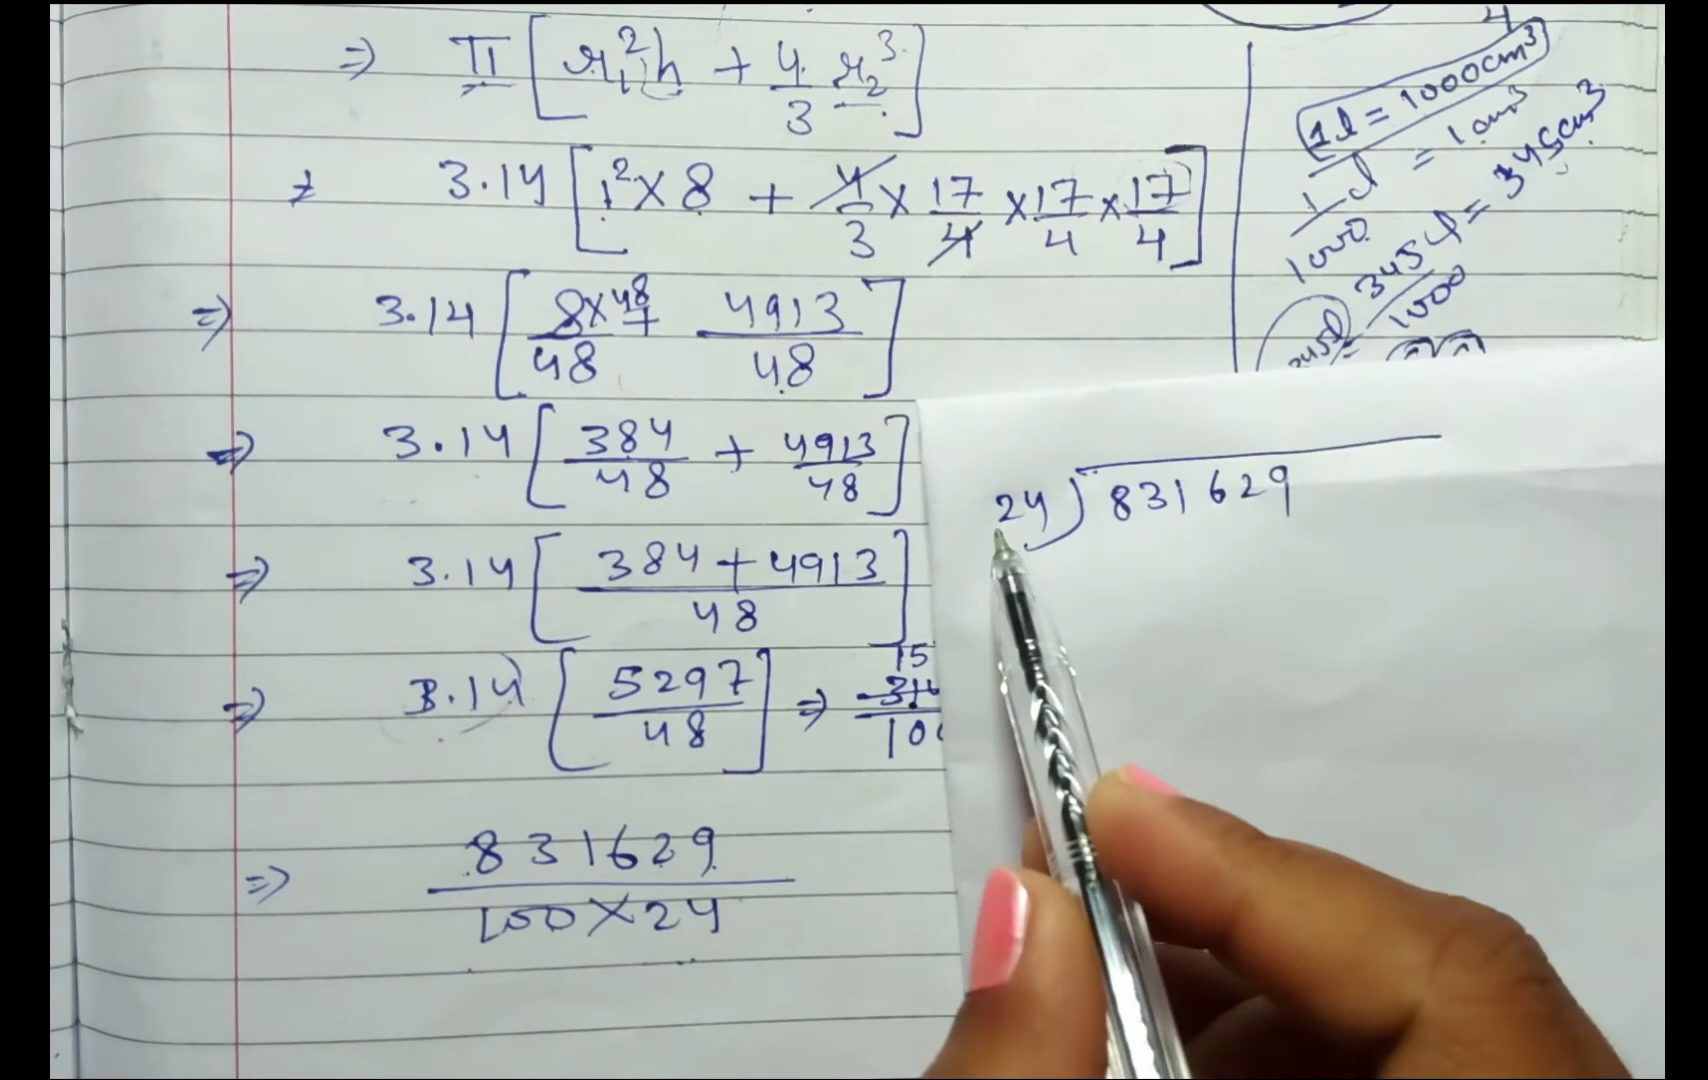 ⇒ π [ r₁²h + 4/3 r₂³ ]
⇒ 3.14 [ 1² × 8 + 4/3 × 17/4 × 17/4 × 17/4 ]
⇒ 3.14 [ 8×48/48 + 4913/48 ]
⇒ 3.14 [ 384/48 + 4913/48 ]
⇒ 3.14 [ 384+4913/48 ]
⇒ 3.14 [ 5297/48 ] ⇒
⇒ 831629/100×24
4
1l = 1000cm³
1/1000 l = 1cm³
345/1000 l = 345cm³
24)831629